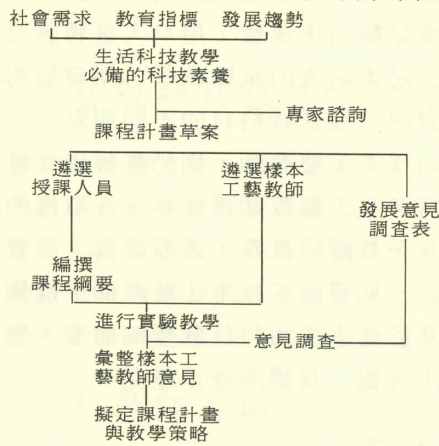 社會需求 教育指標 發展趨勢
生活科技教學
必備的科技素養
專家諮詢
課程計畫草案
遴選
授課人員
遴選樣本
工藝教師
發展意見
調查表
編撰
課程綱要
進行實驗教學
意見調查
彙整樣本工
藝教師意見
擬定課程計畫
與教學策略